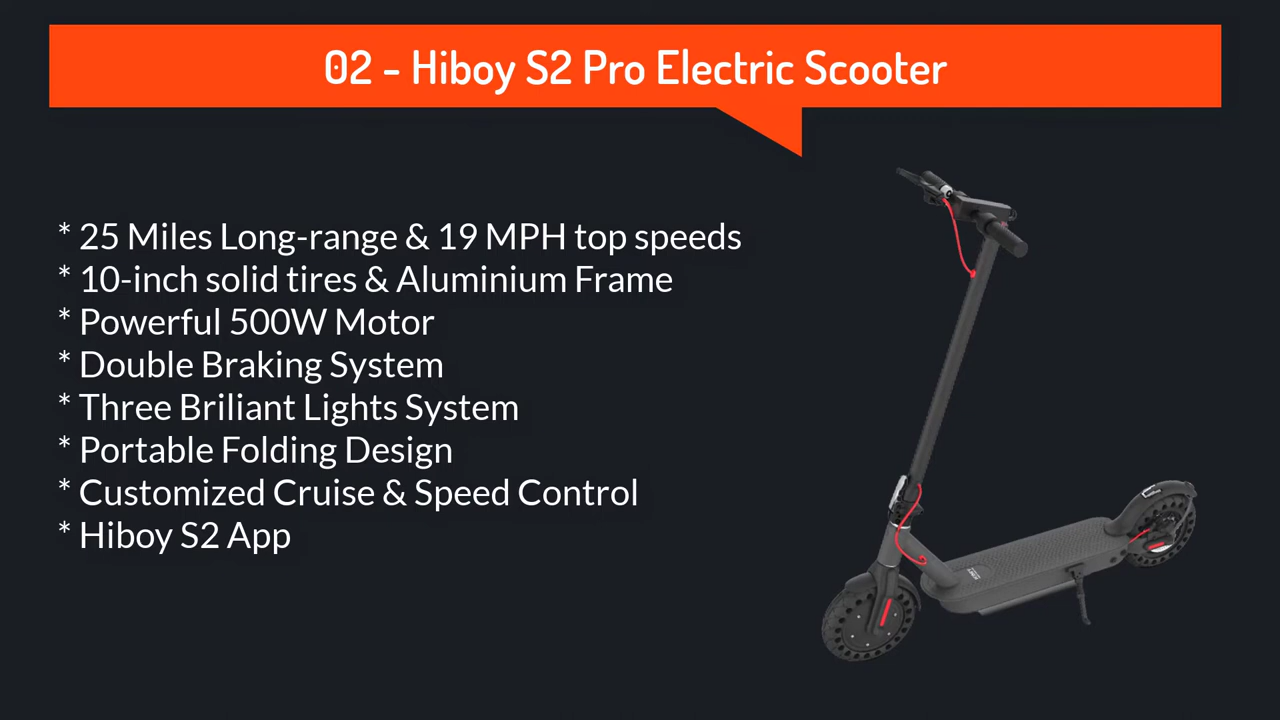 02 - Hiboy S2 Pro Electric Scooter
* 25 Miles Long-range & 19 MPH top speeds
* 10-inch solid tires & Aluminium Frame
* Powerful 500W Motor
* Double Braking System
* Three Briliant Lights System
* Portable Folding Design
* Customized Cruise & Speed Control
* Hiboy S2 App